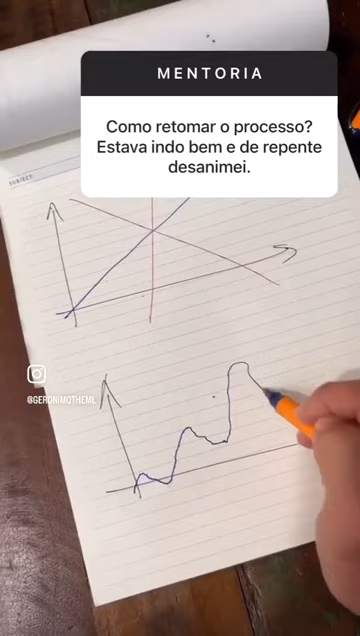 MENTORIA
Como retomar o processo?
Estava indo bem e de repente
desanimei.
SUBJECT:
@GERONIMOTHEML